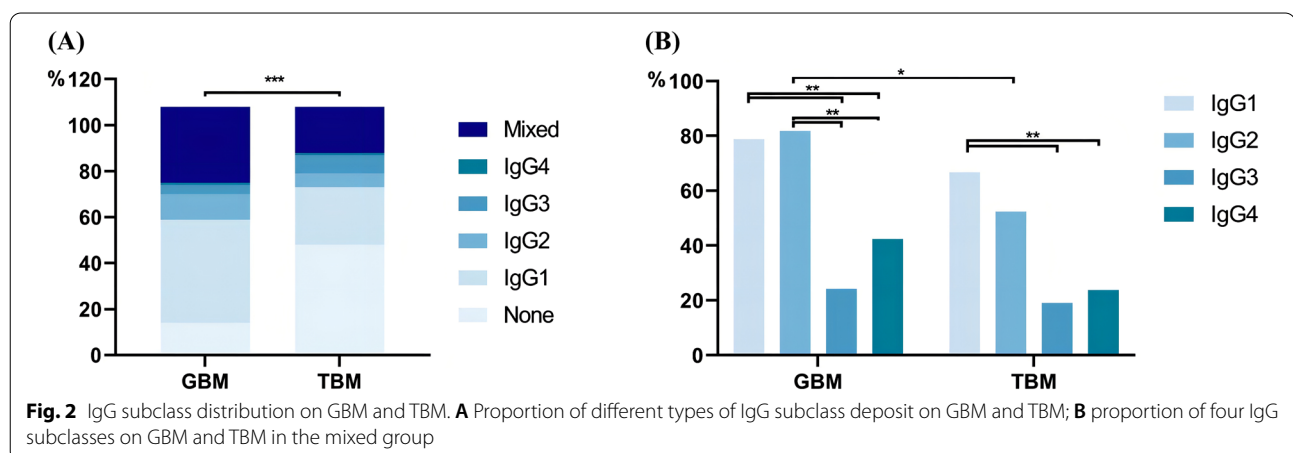 (A)
% 120
100
80
60
40
20
0
***
GBM TBM
Mixed
IgG4
IgG3
IgG2
IgG1
None
(B)
% 100
80
60
40
20
0
*
**
**
**
GBM TBM
IgG1
IgG2
IgG3
IgG4
Fig. 2 IgG subclass distribution on GBM and TBM. A Proportion of different types of IgG subclass deposit on GBM and TBM; B proportion of four IgG
subclasses on GBM and TBM in the mixed group